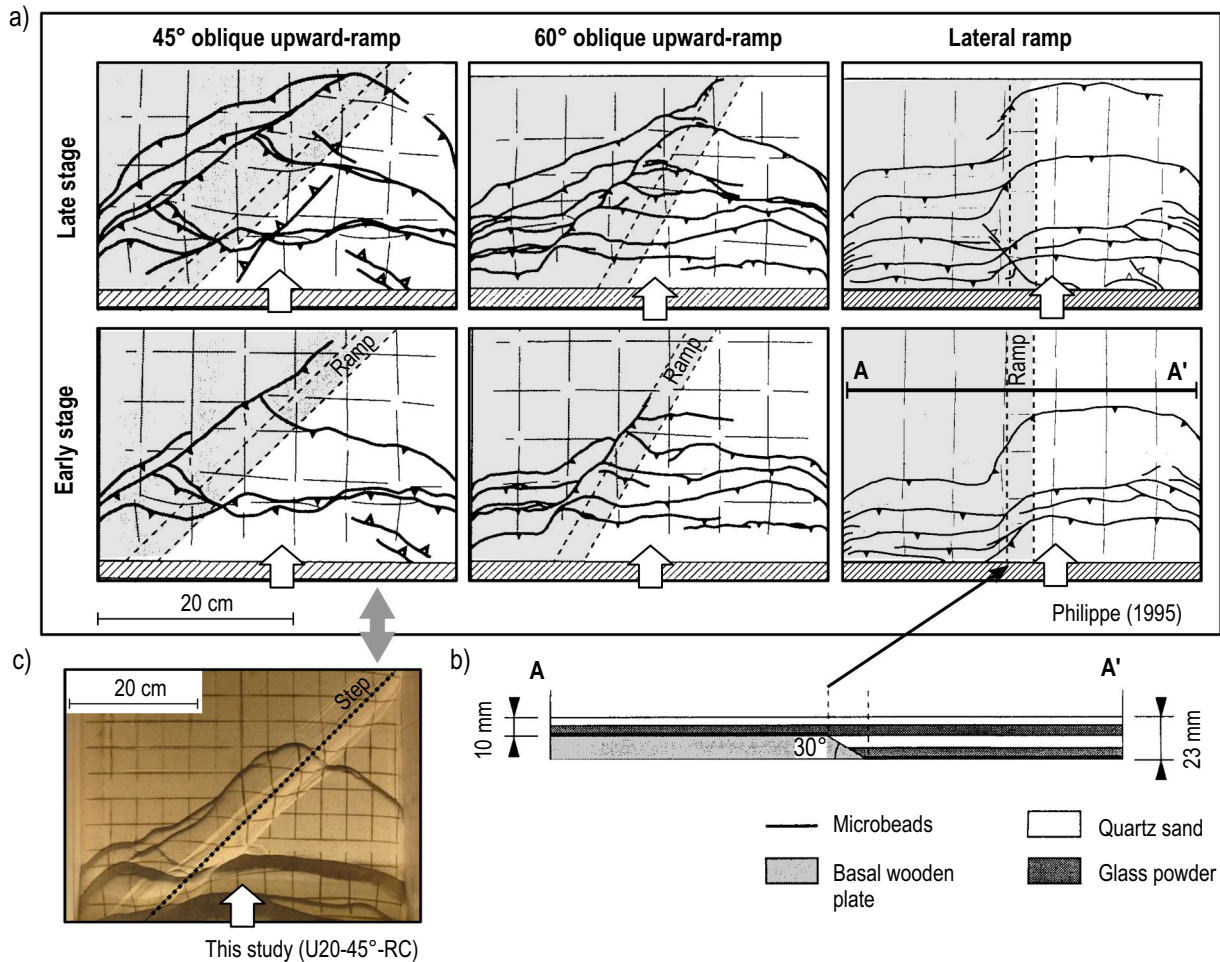 a)
45° oblique upward-ramp
60° oblique upward-ramp
Lateral ramp
Late stage
Early stage
Ramp
Ramp
Ramp
A A'
20 cm
Philippe (1995)
c)
20 cm
Step
This study (U20-45°-RC)
b)
A A'
10 mm
30°
23 mm
Microbeads
Quartz sand
Basal wooden
plate
Glass powder